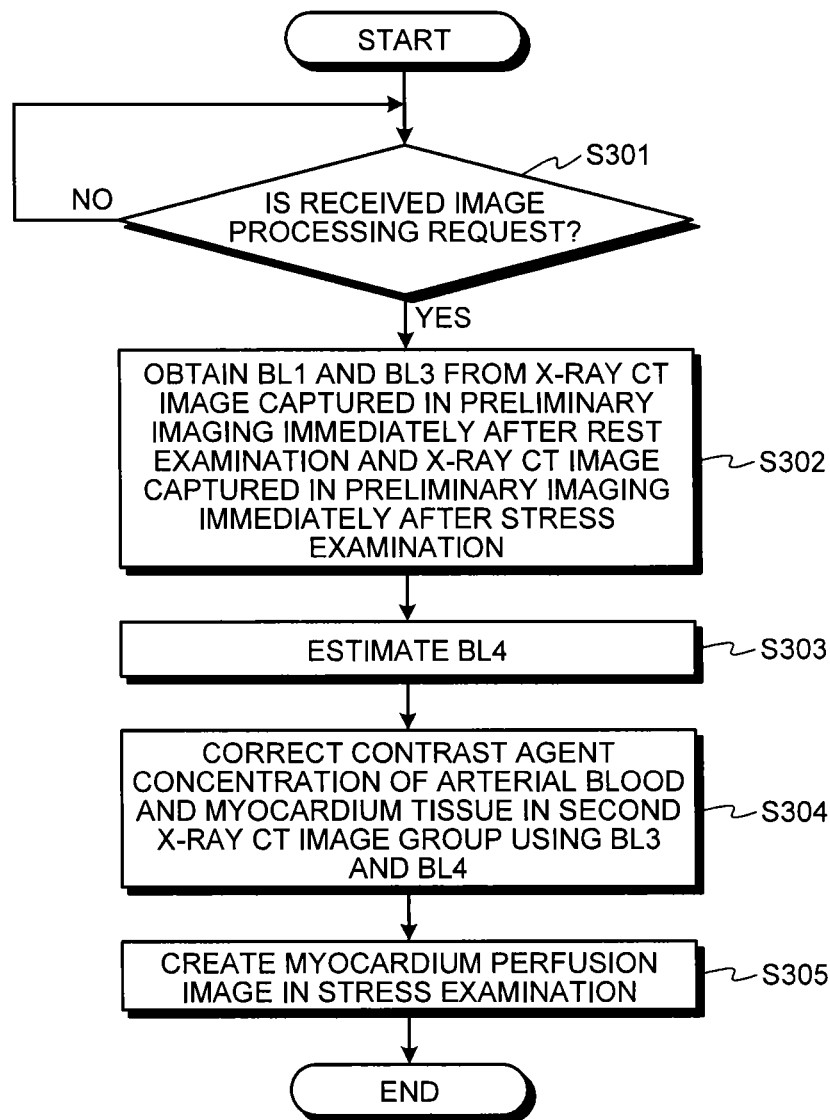 START
S301
NO
IS RECEIVED IMAGE
PROCESSING REQUEST?
YES
OBTAIN BL1 AND BL3 FROM X-RAY CT
IMAGE CAPTURED IN PRELIMINARY
IMAGING IMMEDIATELY AFTER REST
EXAMINATION AND X-RAY CT IMAGE
CAPTURED IN PRELIMINARY IMAGING
IMMEDIATELY AFTER STRESS
EXAMINATION
S302
ESTIMATE BL4
S303
CORRECT CONTRAST AGENT
CONCENTRATION OF ARTERIAL BLOOD
AND MYOCARDIUM TISSUE IN SECOND
X-RAY CT IMAGE GROUP USING BL3
AND BL4
S304
CREATE MYOCARDIUM PERFUSION
IMAGE IN STRESS EXAMINATION
S305
END